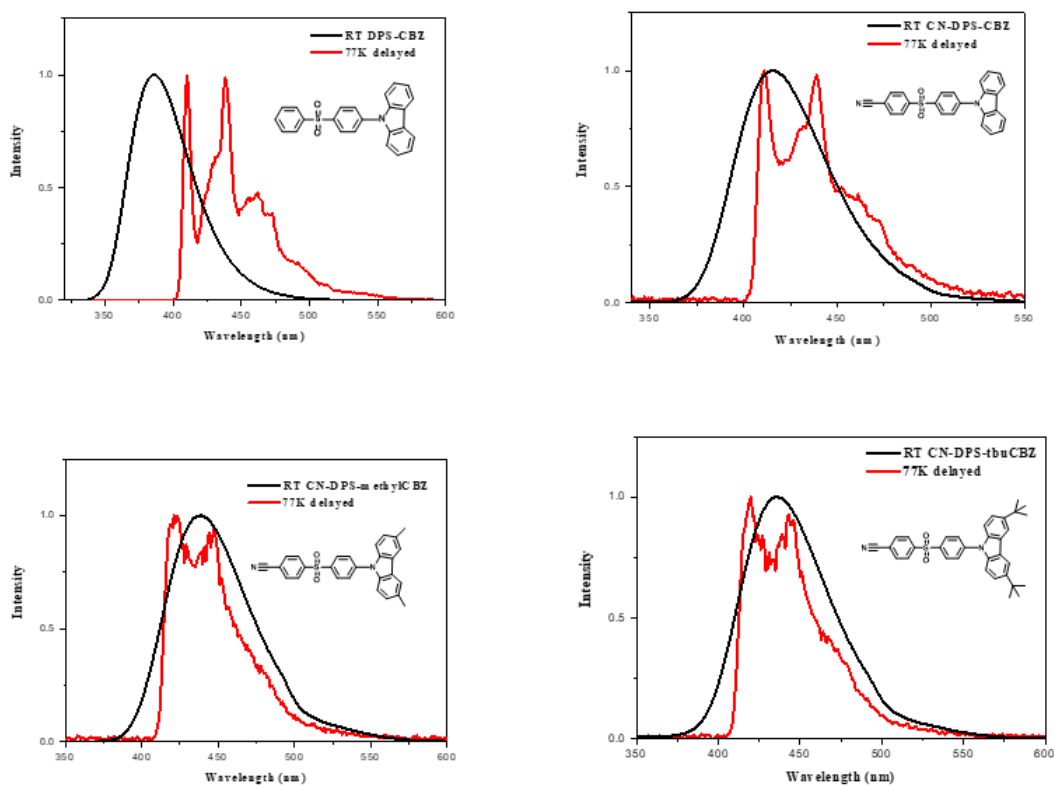 RT DPS-CBZ
77K delayed
1.0
0.5
0.0
Intensity
O
S
O
N
350 400 450 500 550 600
Wavelength (nm)
RT CN-DPS-CBZ
77K delayed
1.0
0.5
0.0
Intensity
N
O
S
O
N
350 400 450 500 550
Wavelength (nm)
RT CN-DPS-methylCBZ
77K delayed
1.0
0.5
0.0
Intensity
N
O
S
O
N
350 400 450 500 550 600
Wavelength (nm)
RT CN-DPS-tbuCBZ
77K delayed
1.0
0.5
0.0
Intensity
N
O
S
O
N
350 400 450 500 550 600
Wavelength (nm)